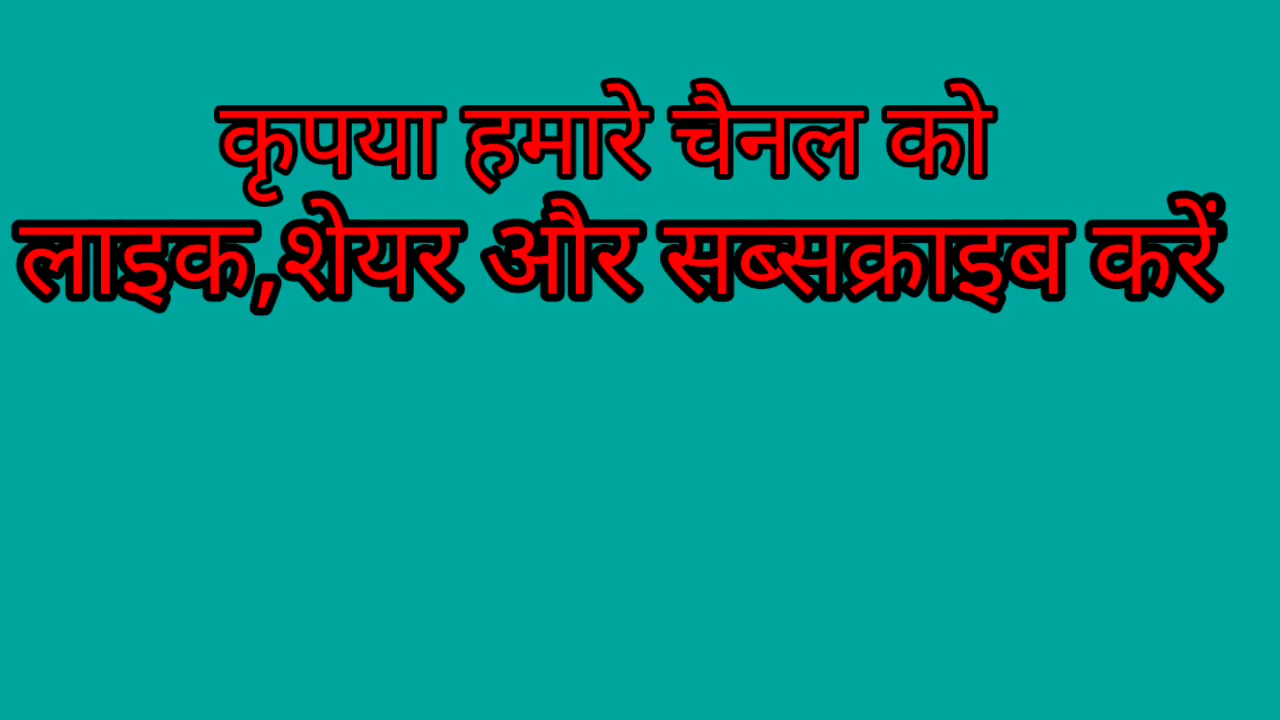 कृपया हमारे चैनल को
लाइक,शेयर और सब्सक्राइब करें